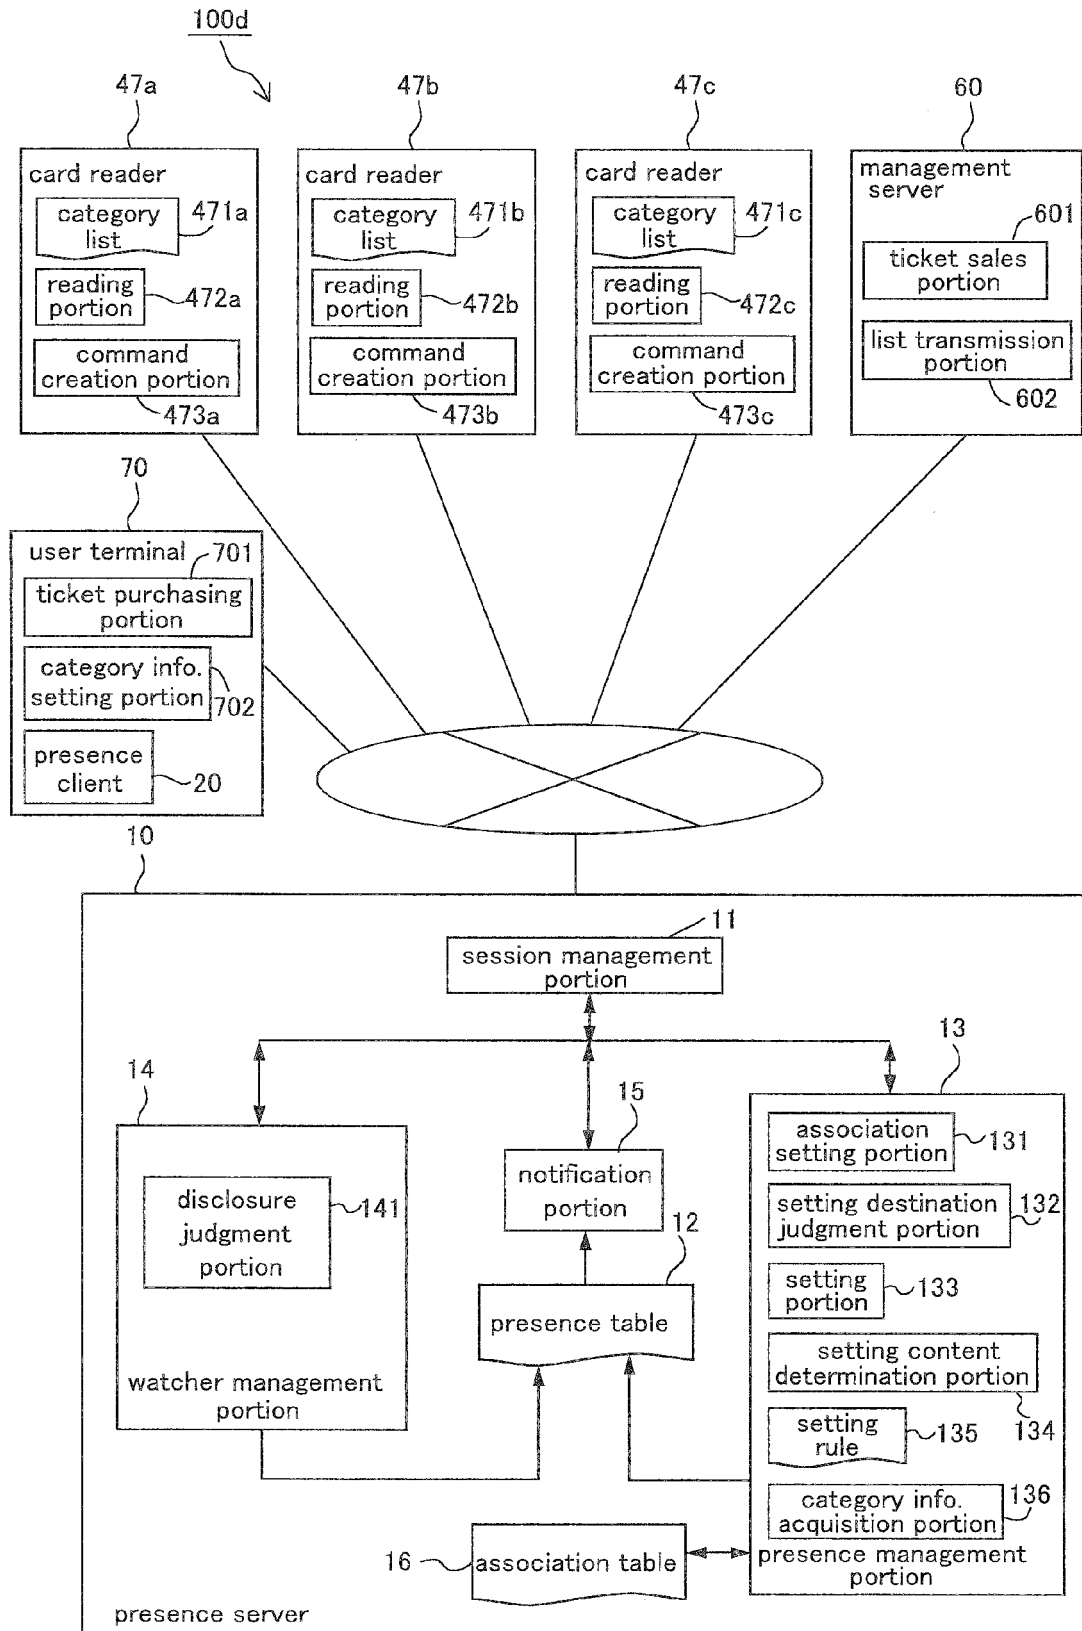 100d
47a
47b
47c
60
card reader
category
list
471a
reading
portion
472a
command
creation portion
473a
card reader
category
list
471b
reading
portion
472b
command
creation portion
473b
card reader
category
list
471c
reading
portion
472c
command
creation portion
473c
management
server
601
ticket sales
portion
list transmission
portion
602
70
user terminal
701
ticket purchasing
portion
category info.
setting portion
702
presence
client
20
10
11
session management
portion
14
disclosure
judgment
portion
141
watcher management
portion
15
notification
portion
12
presence table
13
association
setting portion
131
setting destination
judgment portion
132
setting
portion
133
setting content
determination portion
134
setting
rule
135
category info.
acquisition portion
136
presence management
portion
16
association table
presence server